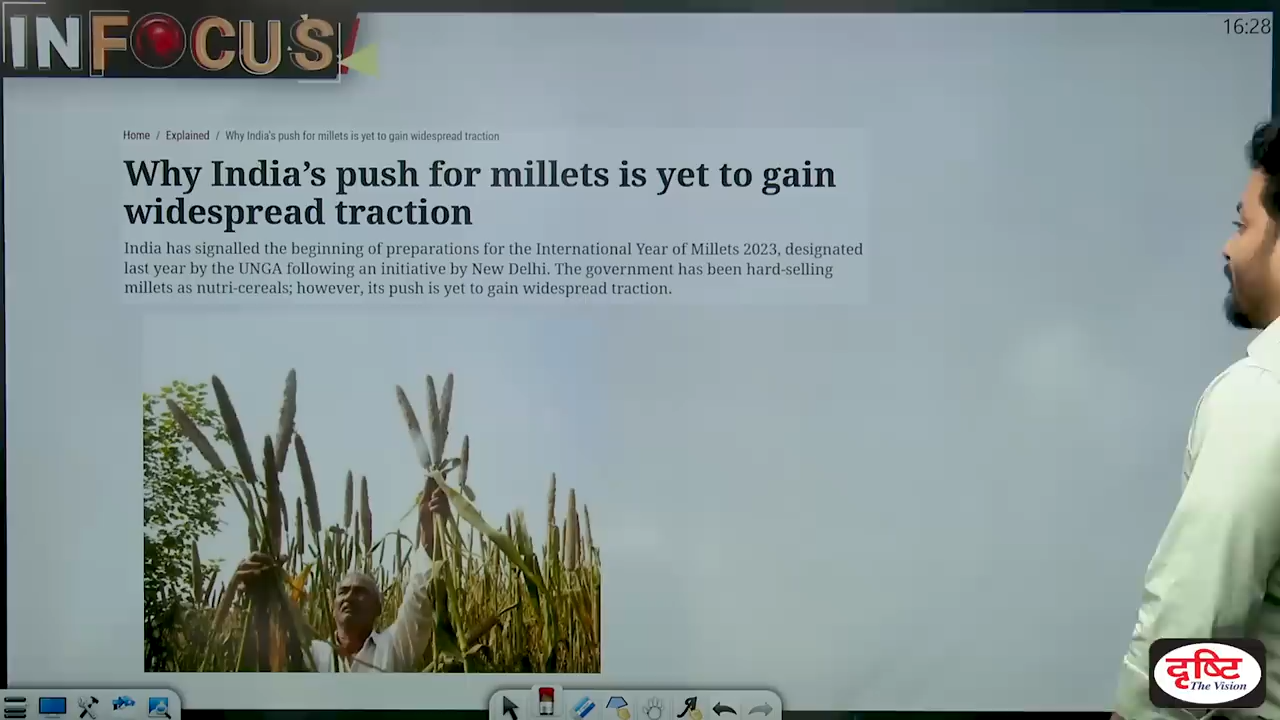 INFOCUS!
16:28
Home / Explained / Why India's push for millets is yet to gain widespread traction
Why India's push for millets is yet to gain
widespread traction
India has signalled the beginning of preparations for the International Year of Millets 2023, designated
last year by the UNGA following an initiative by New Delhi. The government has been hard-selling
millets as nutri-cereals; however, its push is yet to gain widespread traction.
दृष्टि
The Vision